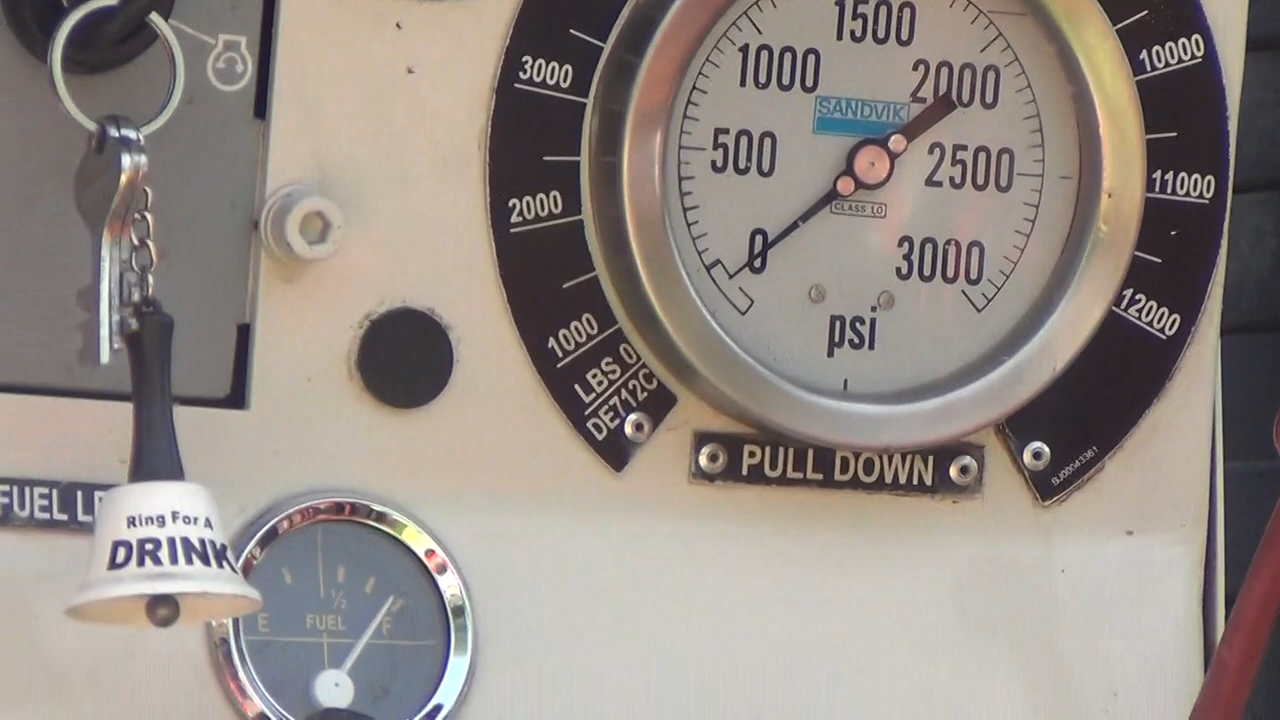 3000
2000
1000
LBS O
DE712C
500
1000
1500
2000
2500
3000
0
SANDVIK
CLASS 1.0
psi
10000
11000
12000
BJ00043361
PULL DOWN
FUEL
Ring For A
DRINK
E
½
FUEL
F